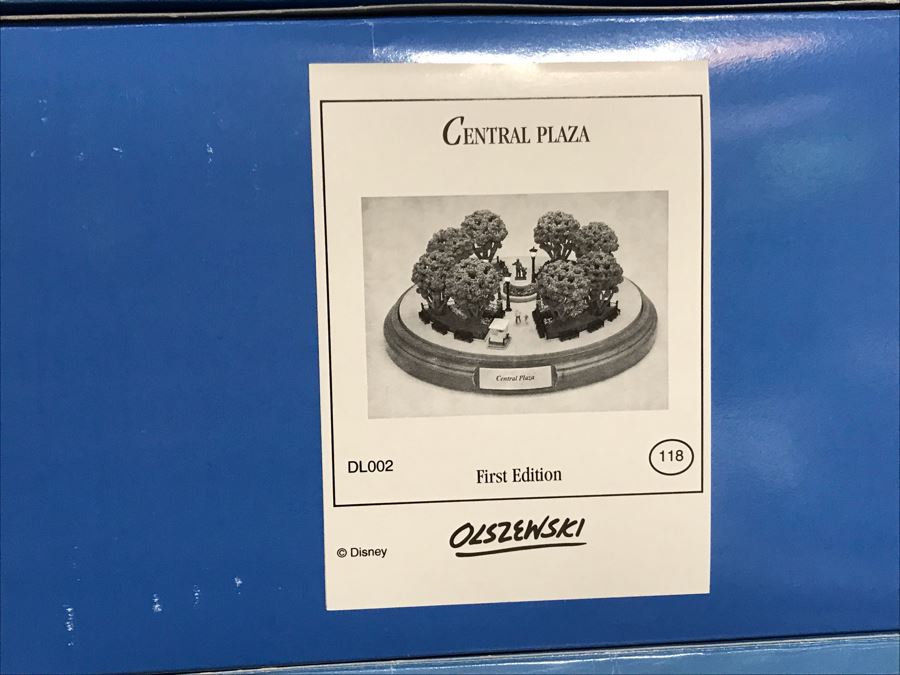 CENTRAL PLAZA
Central Plaza
DL002
118
First Edition
OLSZEWSKI
© Disney